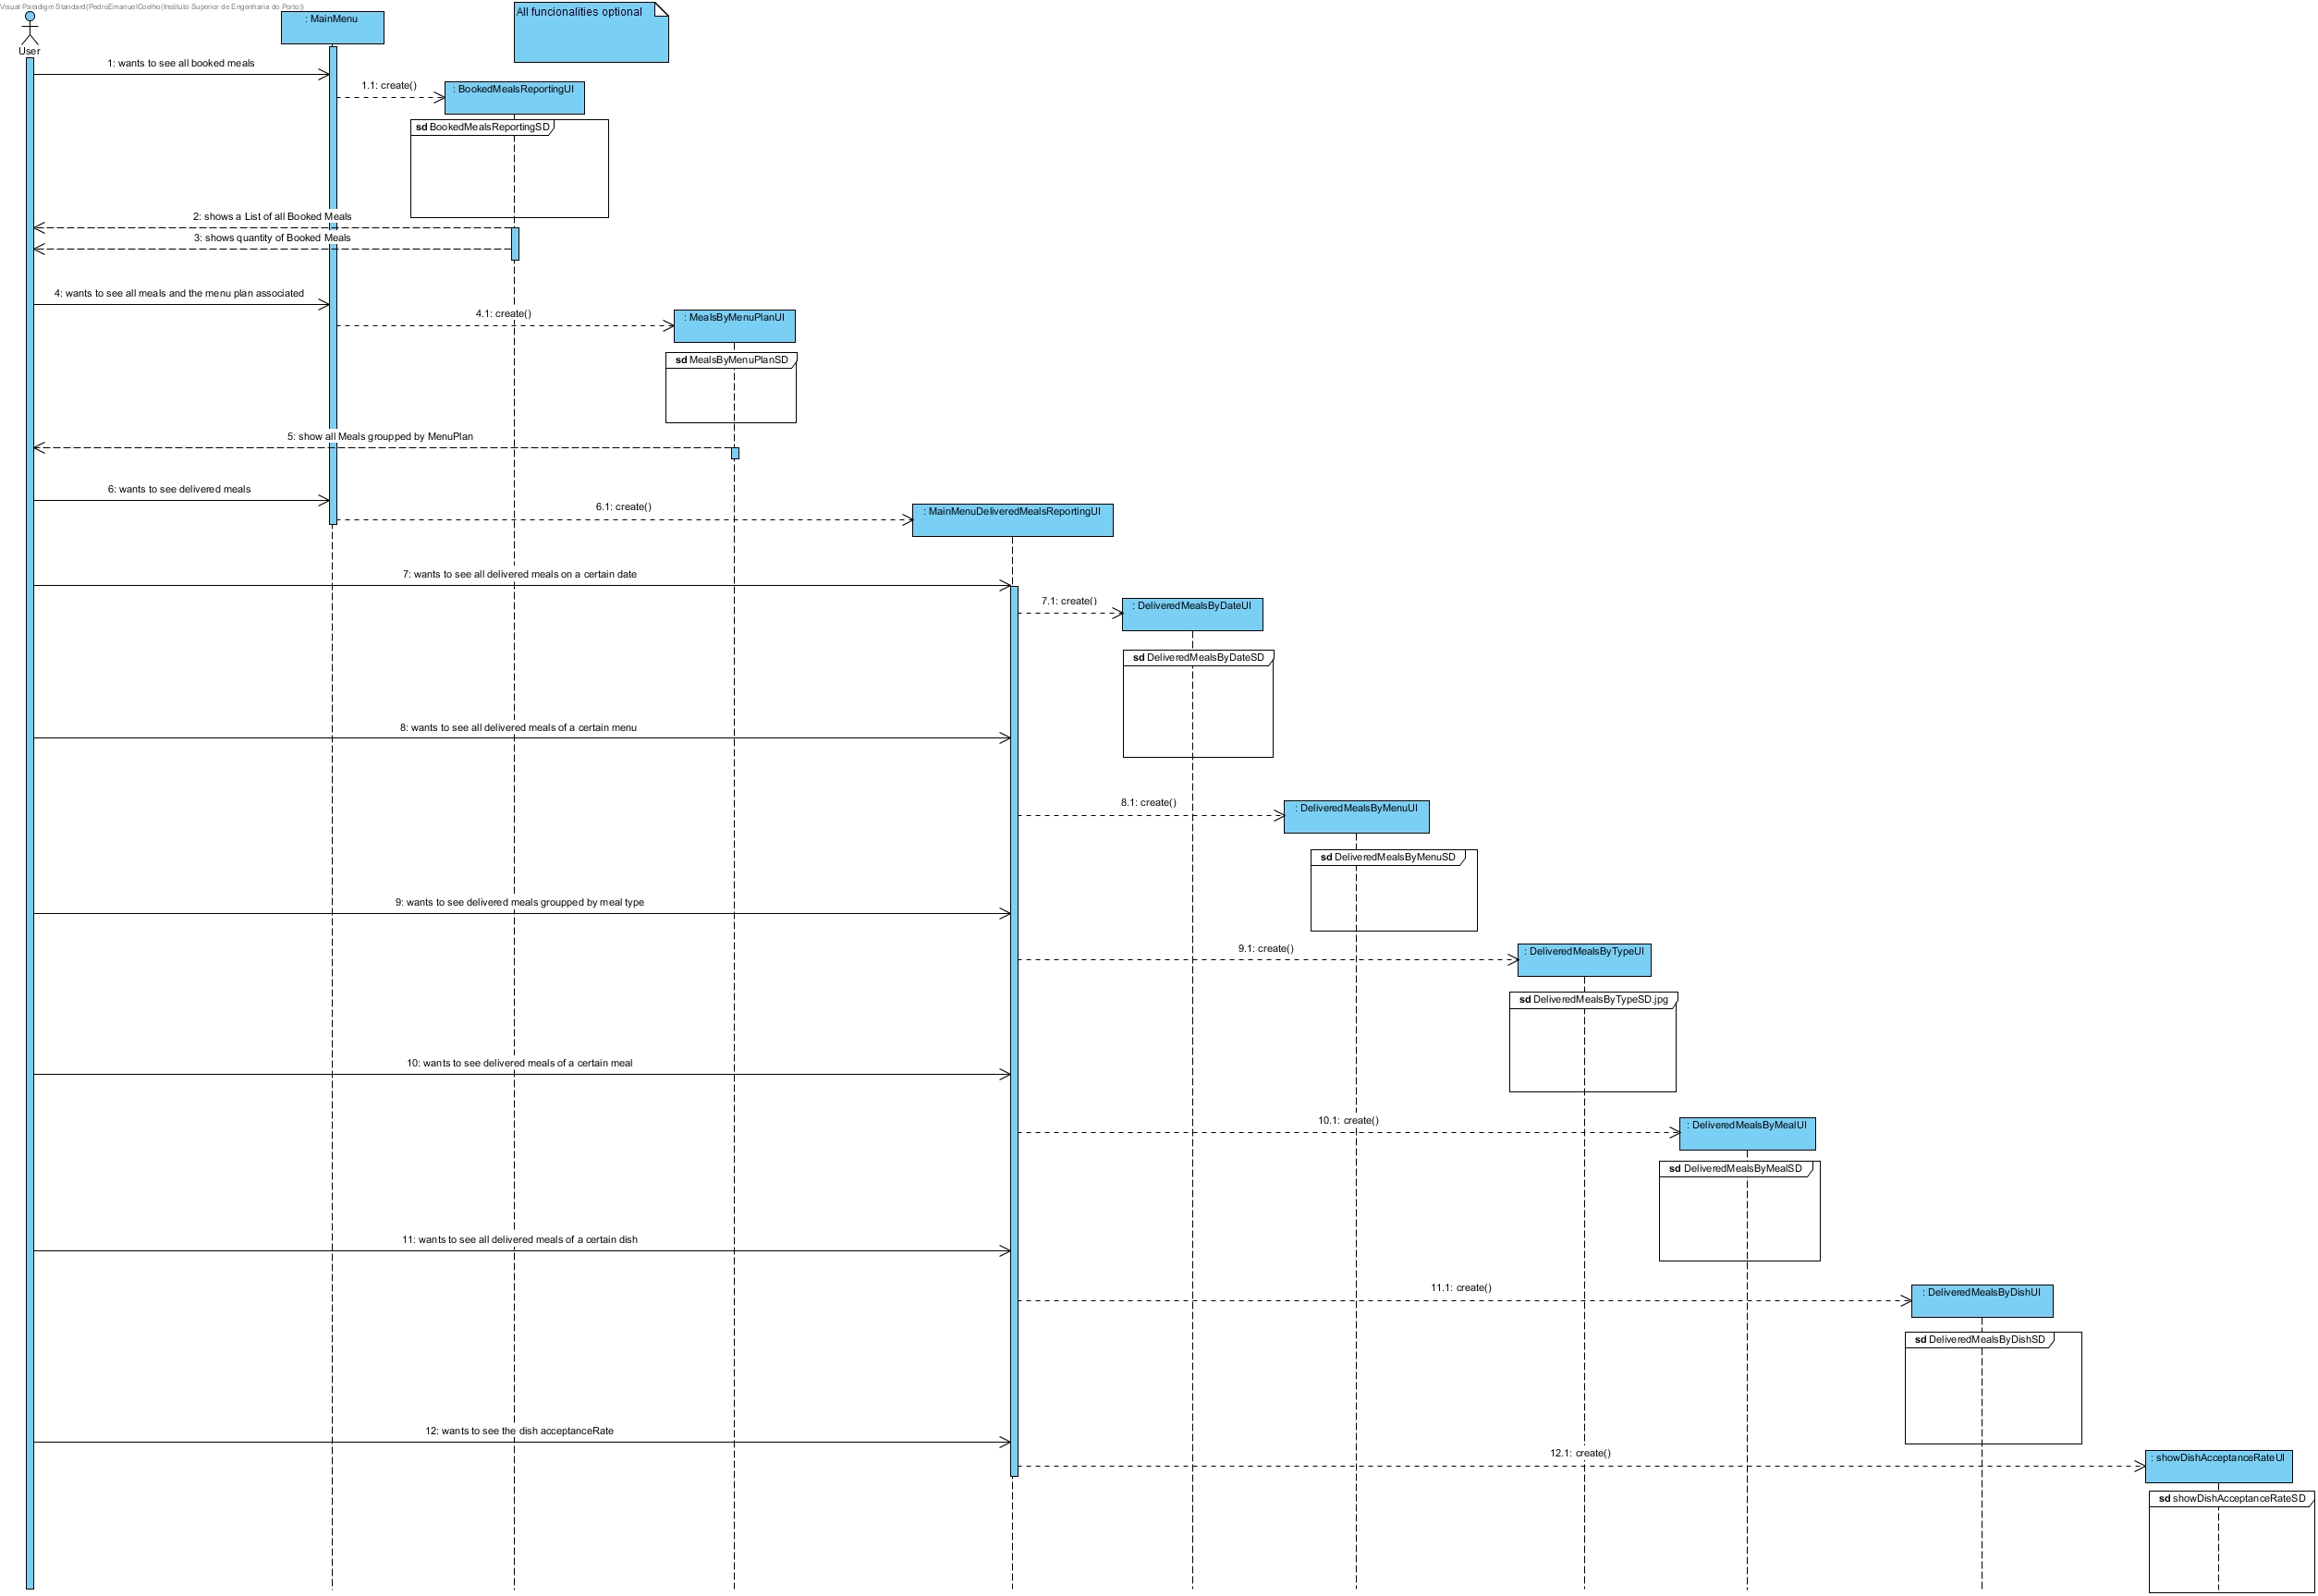 Visual Paradigm Standard(PedroEmanuelCoelho(Instituto Superior de Engenharia do Porto))
All funcionalities optional
: MainMenu
User
1: wants to see all booked meals
1.1: create()
: BookedMealsReportingUI
sd BookedMealsReportingSD
2: shows a List of all Booked Meals
3: shows quantity of Booked Meals
4: wants to see all meals and the menu plan associated
4.1: create()
: MealsByMenuPlanUI
sd MealsByMenuPlanSD
5: show all Meals groupped by MenuPlan
6: wants to see delivered meals
6.1: create()
: MainMenuDeliveredMealsReportingUI
7: wants to see all delivered meals on a certain date
7.1: create()
: DeliveredMealsByDateUI
sd DeliveredMealsByDateSD
8: wants to see all delivered meals of a certain menu
8.1: create()
: DeliveredMealsByMenuUI
sd DeliveredMealsByMenuSD
9: wants to see delivered meals groupped by meal type
9.1: create()
: DeliveredMealsByTypeUI
sd DeliveredMealsByTypeSD.jpg
10: wants to see delivered meals of a certain meal
10.1: create()
: DeliveredMealsByMealUI
sd DeliveredMealsByMealSD
11: wants to see all delivered meals of a certain dish
11.1: create()
: DeliveredMealsByDishUI
sd DeliveredMealsByDishSD
12: wants to see the dish acceptanceRate
12.1: create()
: showDishAcceptanceRateUI
sd showDishAcceptanceRateSD